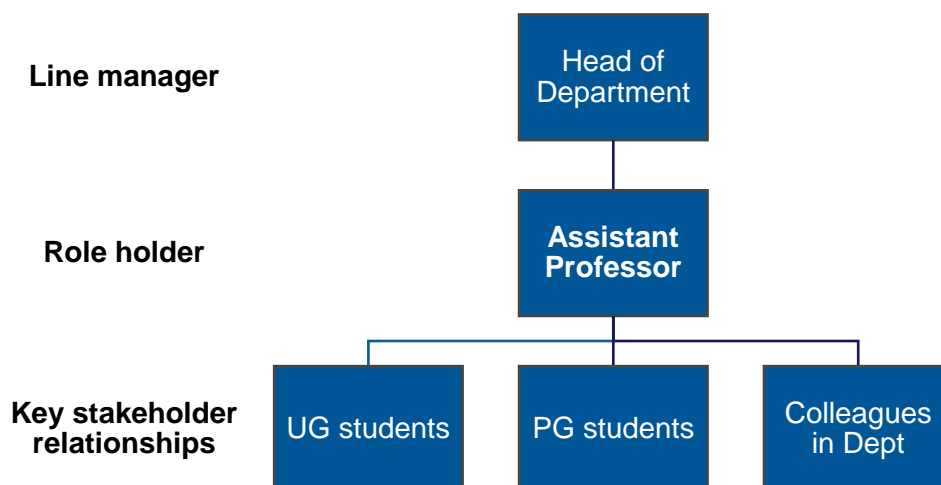 Line manager
Head of
Department
Role holder
Assistant
Professor
Key stakeholder
relationships
UG students
PG students
Colleagues
in Dept